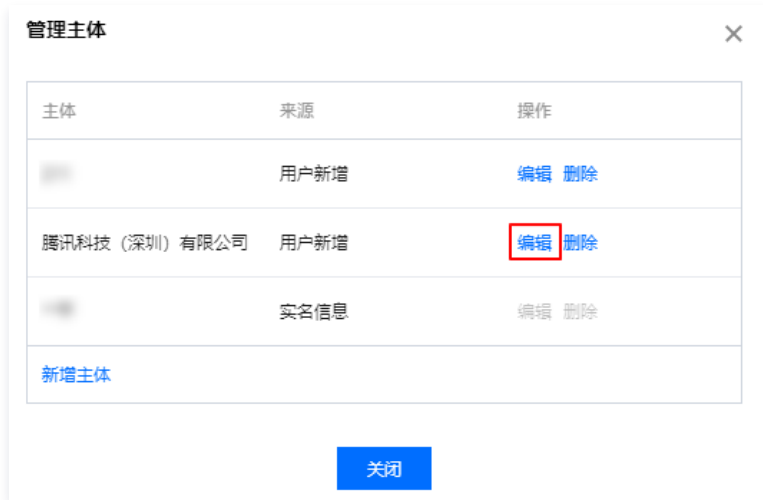 管理主体
主体 来源 操作
用户新增 编辑 删除
腾讯科技（深圳）有限公司 用户新增 编辑 删除
实名信息 编辑 删除
新增主体
关闭